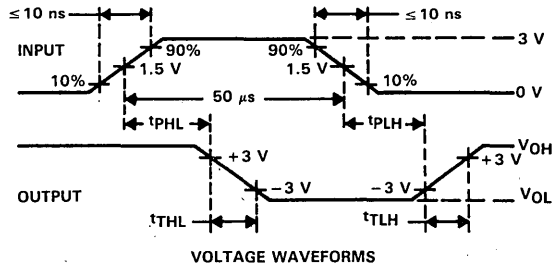 ≤10 ns ≤10 ns
INPUT 90% 90% 3 V
1.5 V 1.5 V
10% 10%
0 V
50 μs
tPHL tPLH
VOH
+3 V +3 V
OUTPUT −3 V −3 V
VOL
tTHL tTLH
VOLTAGE WAVEFORMS